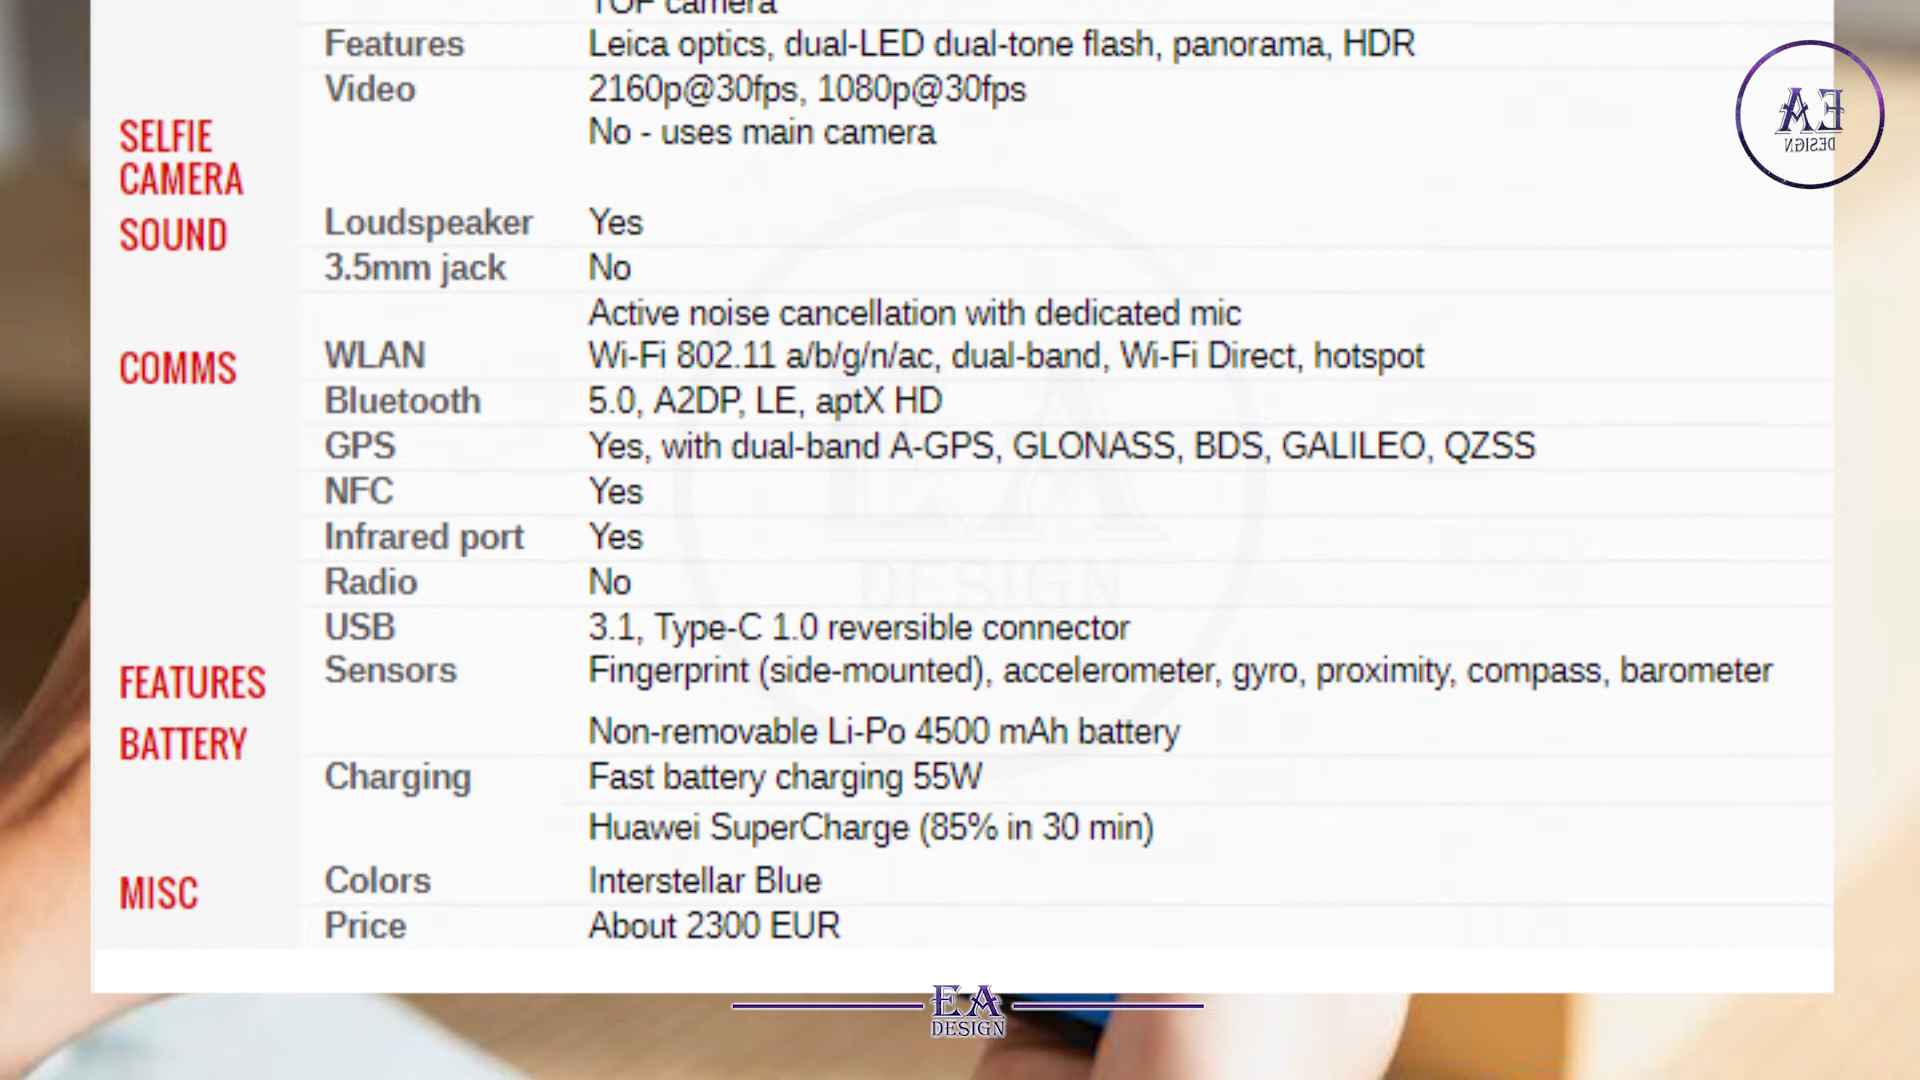 TOF camera
Features Leica optics, dual-LED dual-tone flash, panorama, HDR
Video 2160p@30fps, 1080p@30fps
SELFIE CAMERA No - uses main camera
SOUND Loudspeaker Yes
3.5mm jack No
Active noise cancellation with dedicated mic
COMMS WLAN Wi-Fi 802.11 a/b/g/n/ac, dual-band, Wi-Fi Direct, hotspot
Bluetooth 5.0, A2DP, LE, aptX HD
GPS Yes, with dual-band A-GPS, GLONASS, BDS, GALILEO, QZSS
NFC Yes
Infrared port Yes
Radio No
USB 3.1, Type-C 1.0 reversible connector
FEATURES Sensors Fingerprint (side-mounted), accelerometer, gyro, proximity, compass, barometer
BATTERY Non-removable Li-Po 4500 mAh battery
Charging Fast battery charging 55W
Huawei SuperCharge (85% in 30 min)
MISC Colors Interstellar Blue
Price About 2300 EUR
EA
DESIGN
EA
DESIGN
EA
DESIGN